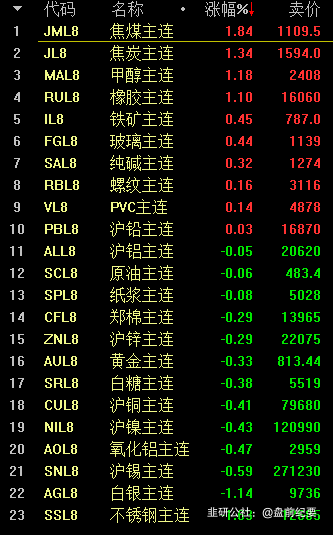 代码 名称 涨幅% 卖价
1 JML8 焦煤主连 1.84 1109.5
2 JL8 焦炭主连 1.34 1594.0
3 MAL8 甲醇主连 1.18 2408
4 RUL8 橡胶主连 1.10 16060
5 IL8 铁矿主连 0.45 787.0
6 FGL8 玻璃主连 0.44 1139
7 SAL8 纯碱主连 0.32 1274
8 RBL8 螺纹主连 0.16 3116
9 VL8 PVC主连 0.14 4878
10 PBL8 沪铅主连 0.03 16870
11 ALL8 沪铝主连 -0.05 20620
12 SCL8 原油主连 -0.06 483.4
13 SPL8 纸浆主连 -0.08 5028
14 CFL8 郑棉主连 -0.29 13965
15 ZNL8 沪锌主连 -0.29 22075
16 AUL8 黄金主连 -0.33 813.44
17 SRL8 白糖主连 -0.38 5519
18 CUL8 沪铜主连 -0.41 79680
19 NIL8 沪镍主连 -0.43 120990
20 AOL8 氧化铝主连 -0.47 2959
21 SNL8 沪锡主连 -0.59 271230
22 AGL8 白银主连 -1.14 9736
23 SSL8 不锈钢主连
韭研公社：@盘前纪要